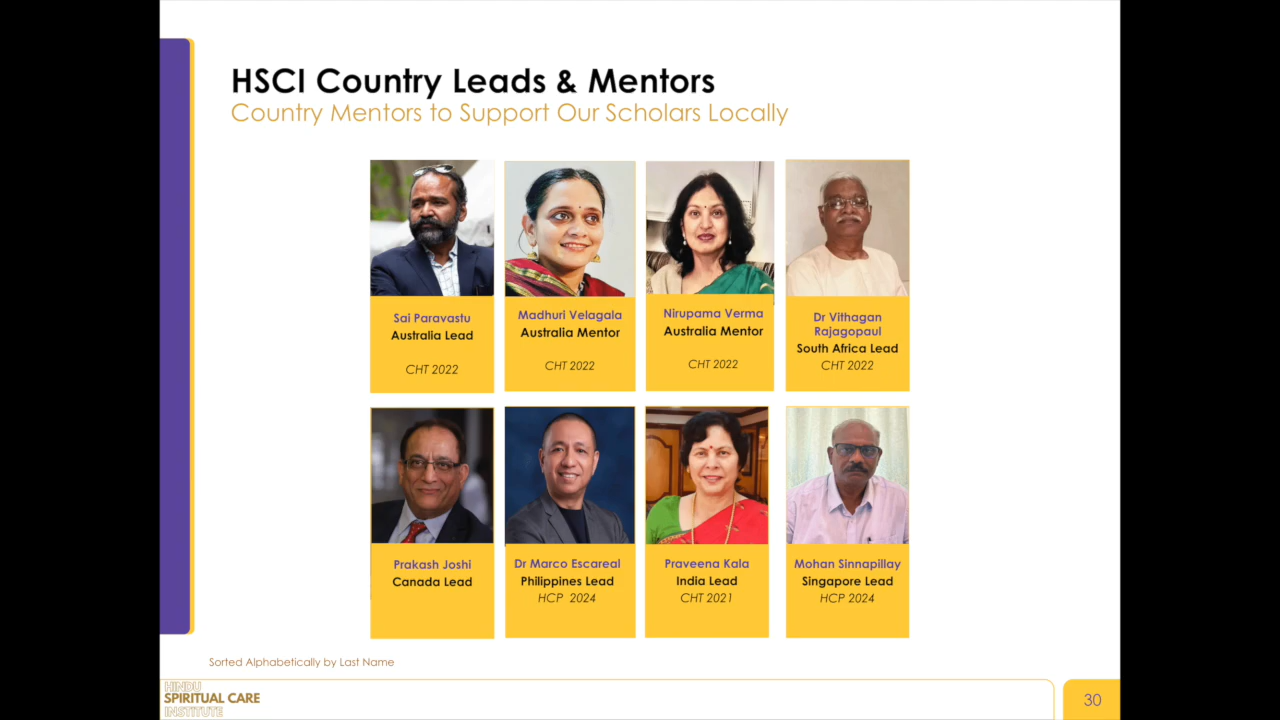 HSCI Country Leads & Mentors
Country Mentors to Support Our Scholars Locally
Sai Paravastu
Australia Lead
CHT 2022
Madhuri Velagala
Australia Mentor
CHT 2022
Nirupama Verma
Australia Mentor
CHT 2022
Dr Vithagan
Rajagopaul
South Africa Lead
CHT 2022
Prakash Joshi
Canada Lead
Dr Marco Escareal
Philippines Lead
HCP 2024
Praveena Kala
India Lead
CHT 2021
Mohan Sinnapillay
Singapore Lead
HCP 2024
Sorted Alphabetically by Last Name
HINDU
SPIRITUAL CARE
INSTITUTE
30